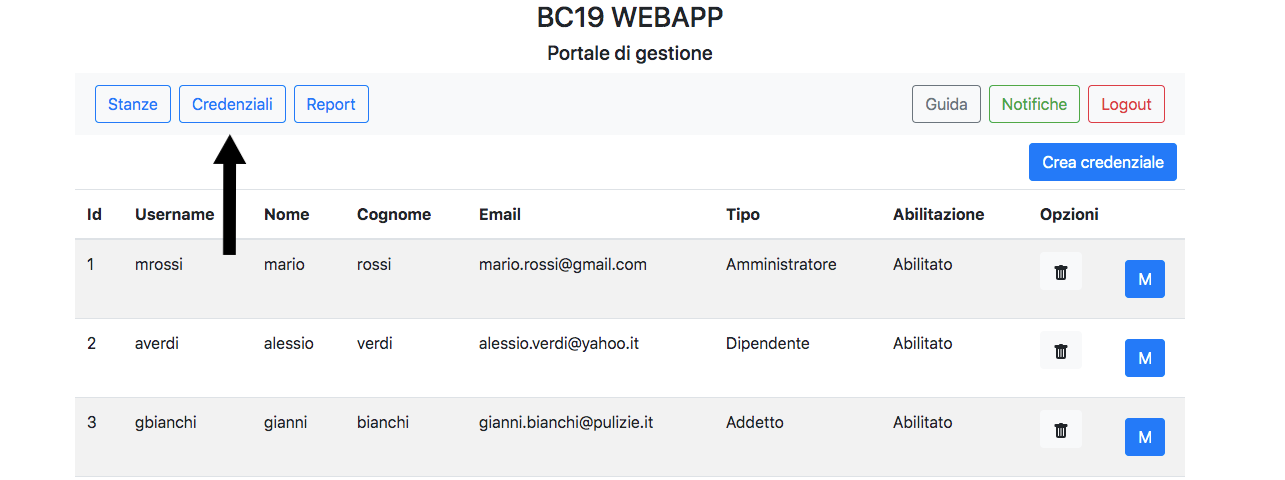 BC19 WEBAPP
Portale di gestione
Stanze Credenziali Report Guida Notifiche Logout
Crea credenziale
Id Username Nome Cognome Email Tipo Abilitazione Opzioni
1 mrossi mario rossi mario.rossi@gmail.com Amministratore Abilitato M
2 averdi alessio verdi alessio.verdi@yahoo.it Dipendente Abilitato M
3 gbianchi gianni bianchi gianni.bianchi@pulizie.it Addetto Abilitato M